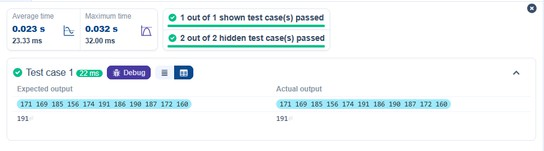 Average time
0.023 s
23.33 ms
Maximum time
0.032 s
32.00 ms
1 out of 1 shown test case(s) passed
2 out of 2 hidden test case(s) passed
Test case 1 22 ms Debug
Expected output
171 169 185 156 174 191 186 190 187 172 160
191
Actual output
171 169 185 156 174 191 186 190 187 172 160
191